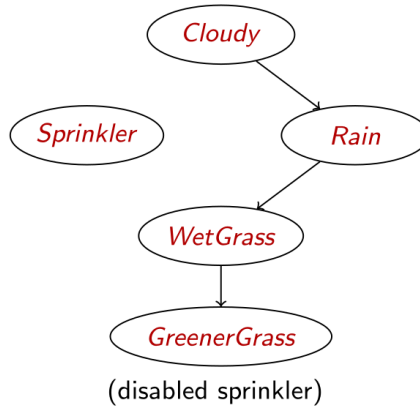 Cloudy
Sprinkler
Rain
WetGrass
GreenerGrass
(disabled sprinkler)